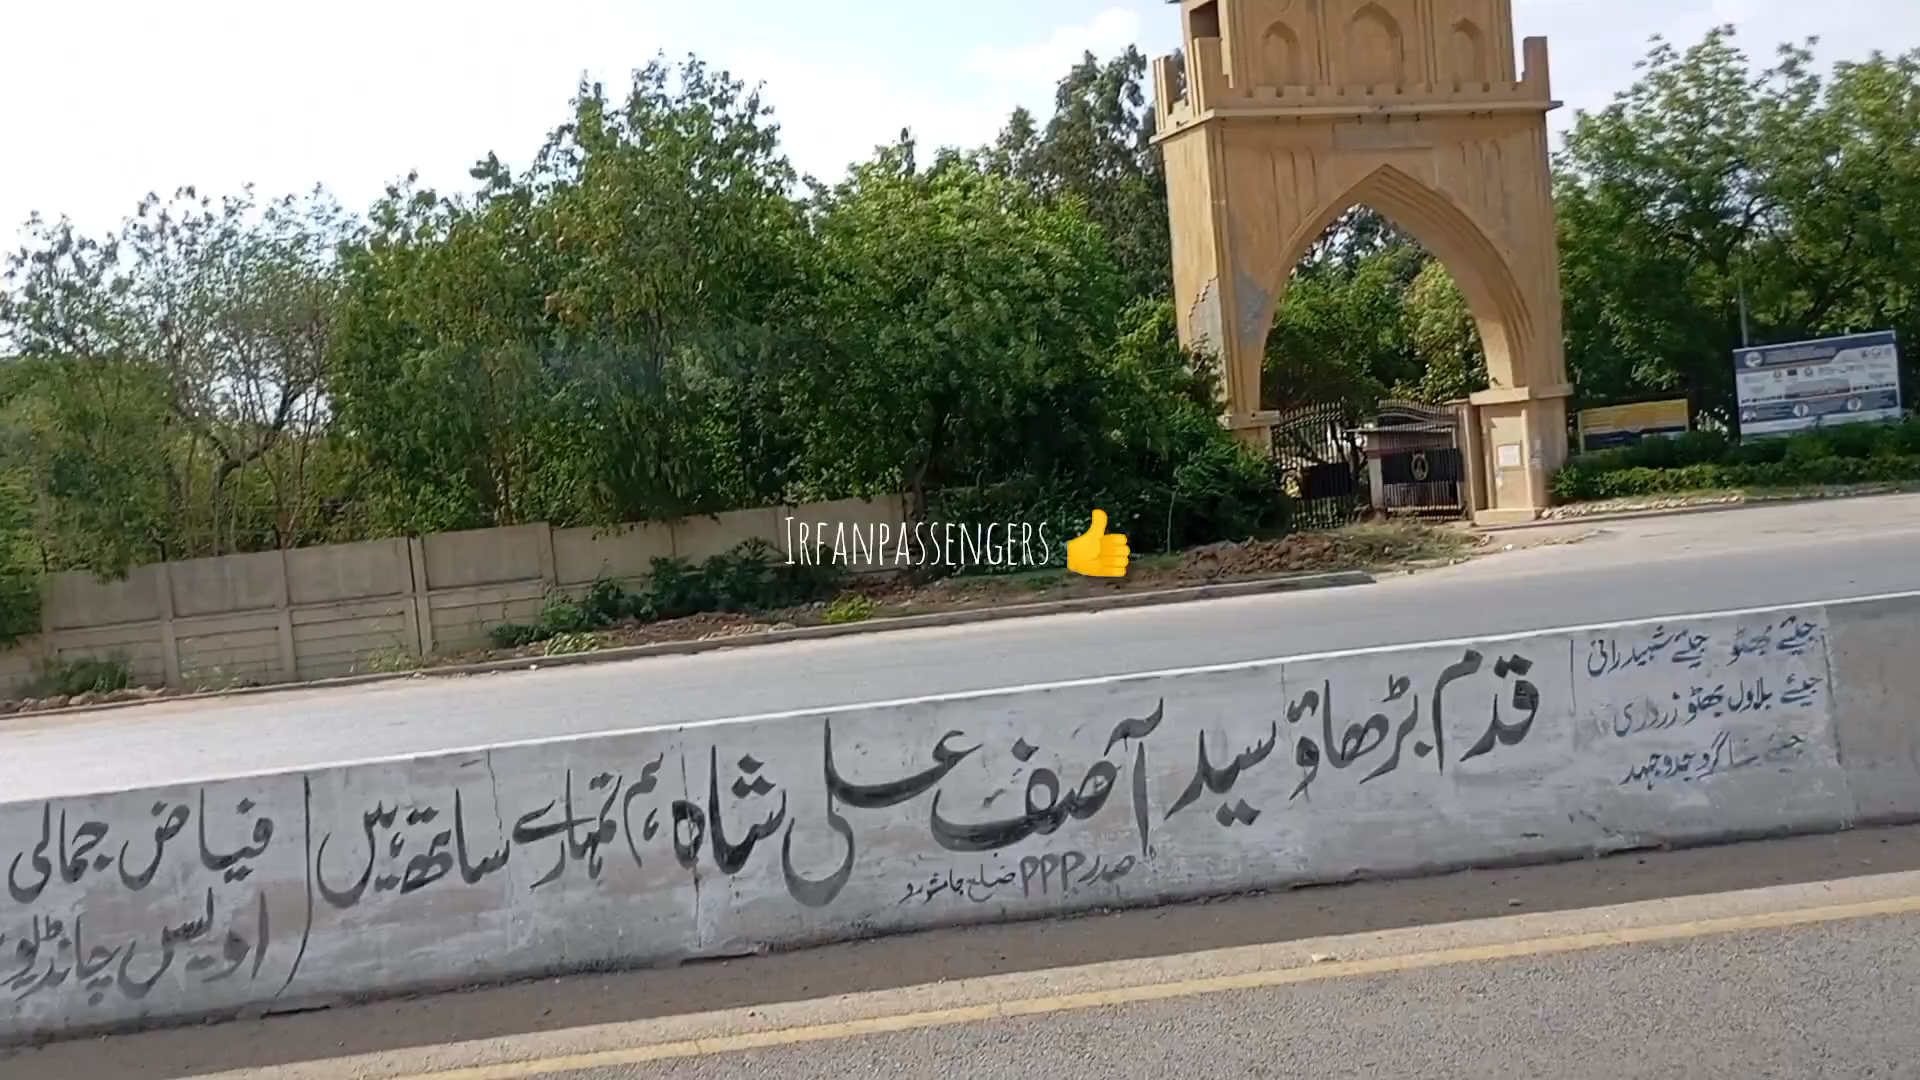 IRFANPASSENGERS 👍
جیئے بھٹو جیئے شہید رانی
جیئے بلاول بھٹو زرداری
جدوجہد
قدم بڑھاؤ سید آصف علی شاہ ہم تمہارے ساتھ ہیں
صدر PPP ضلع جامشورو
فیاض جمالی
اویس چانڈیو